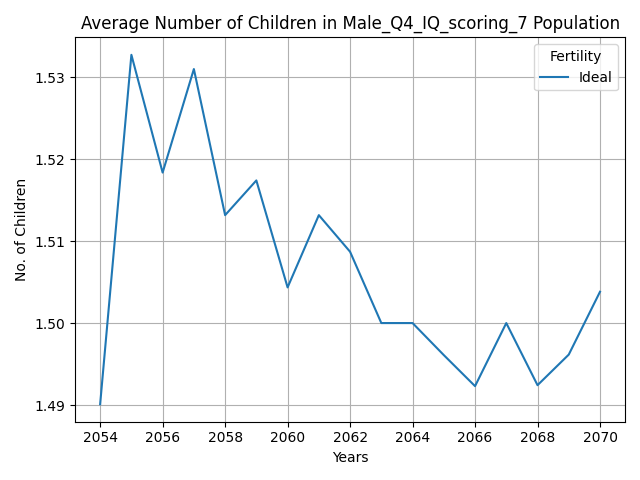 Average Number of Children in Male_Q4_IQ_scoring_7 Population
Fertility
Ideal
1.53
1.52
1.51
1.50
1.49
No. of Children
2054 2056 2058 2060 2062 2064 2066 2068 2070
Years